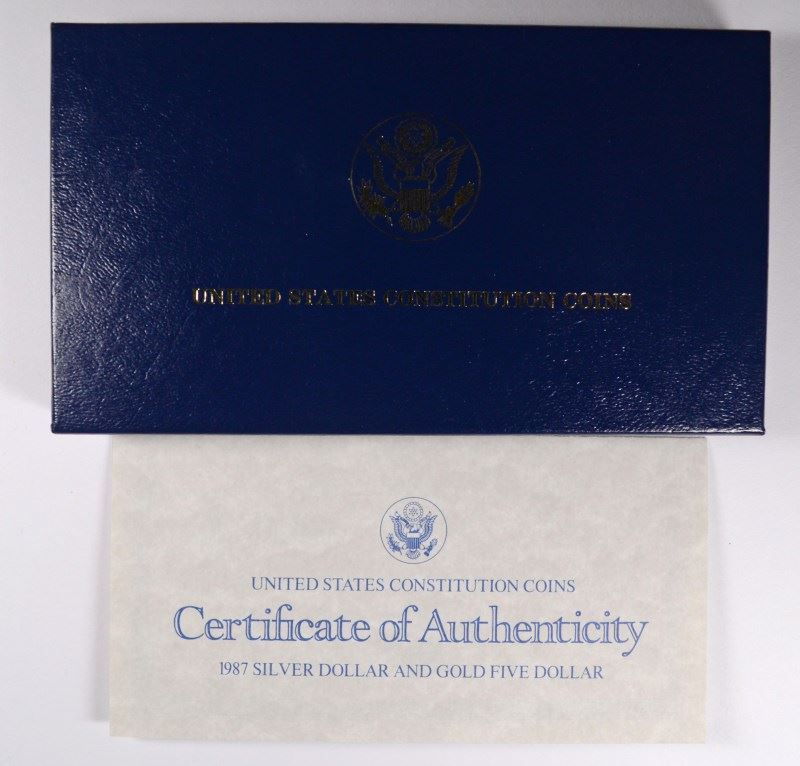 UNITED STATES CONSTITUTION COINS
UNITED STATES CONSTITUTION COINS
Certificate of Authenticity
1987 SILVER DOLLAR AND GOLD FIVE DOLLAR